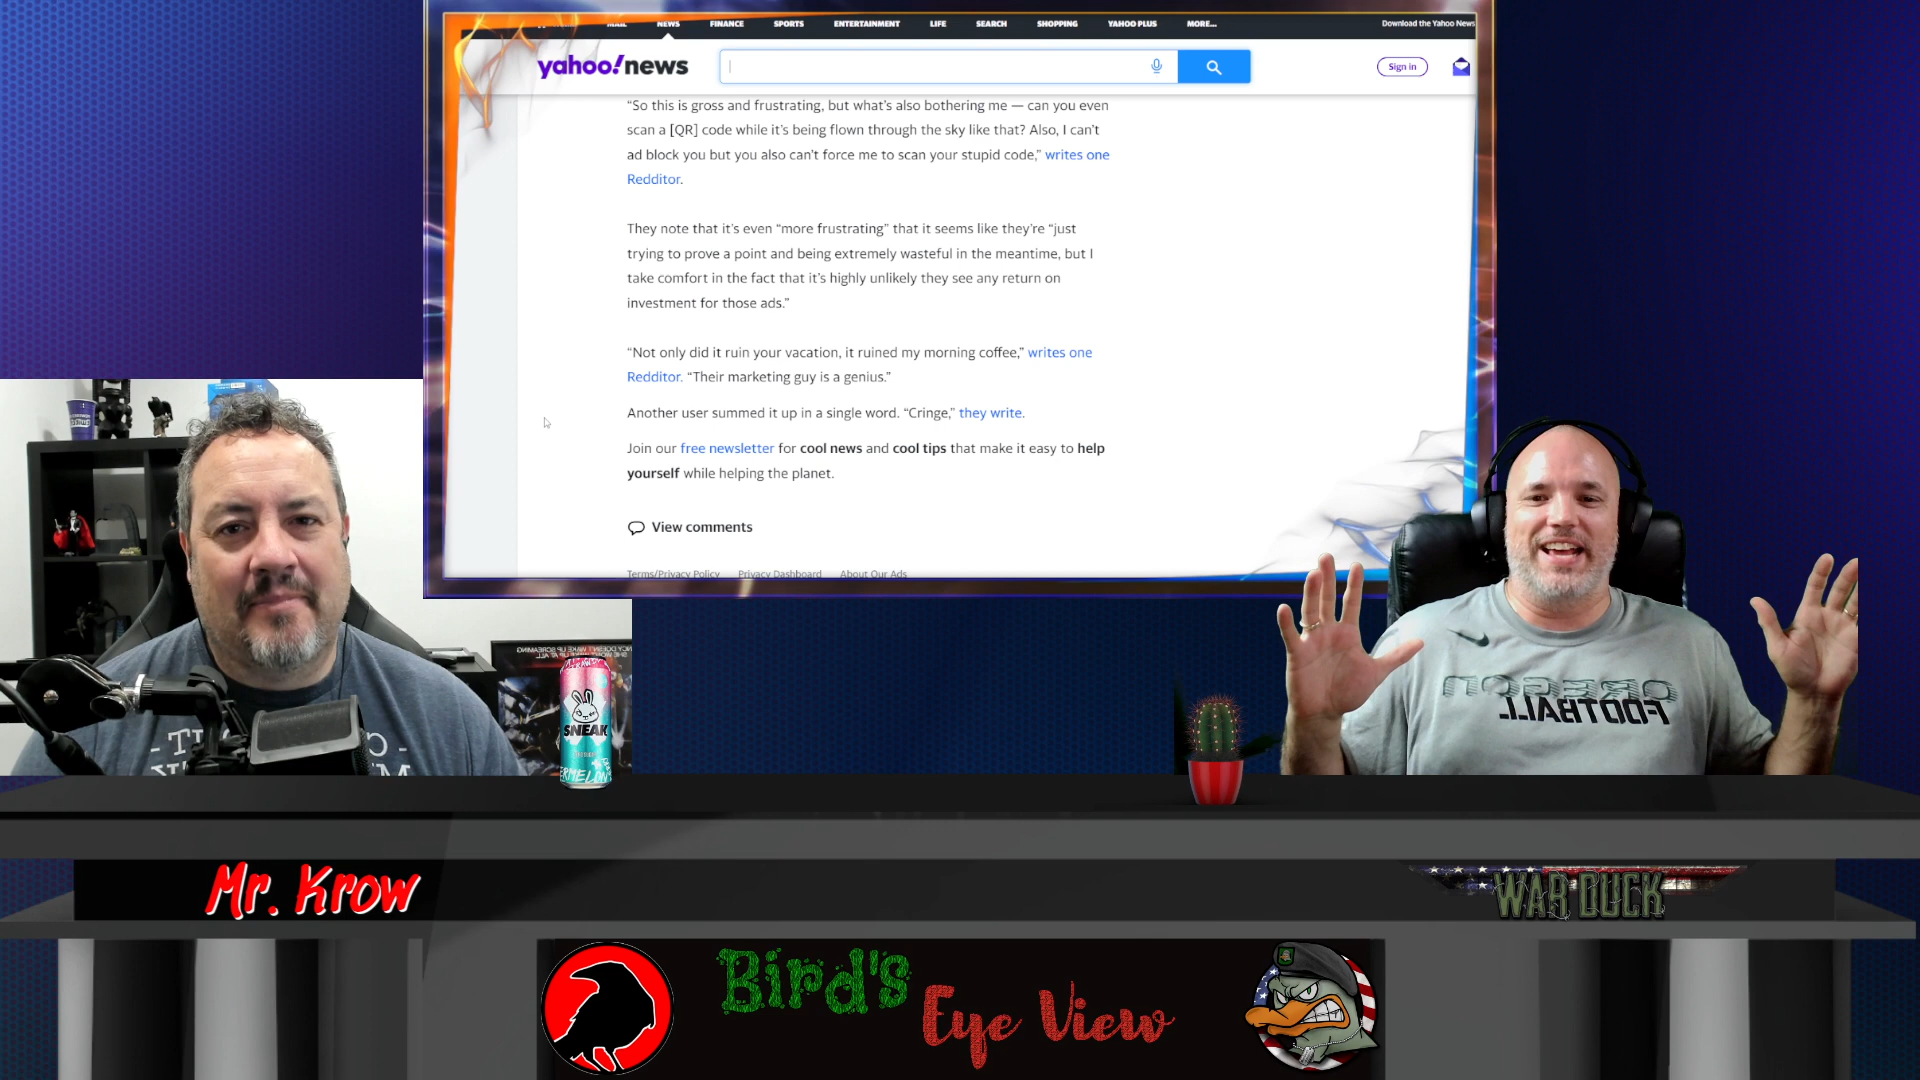 MAIL NEWS FINANCE SPORTS ENTERTAINMENT LIFE SEARCH SHOPPING YAHOO PLUS MORE... Download the Yahoo News
yahoo!news
Sign in
“So this is gross and frustrating, but what’s also bothering me — can you even
scan a [QR] code while it’s being flown through the sky like that? Also, I can’t
ad block you but you also can’t force me to scan your stupid code,” writes one
Redditor.
They note that it’s even “more frustrating” that it seems like they’re “just
trying to prove a point and being extremely wasteful in the meantime, but I
take comfort in the fact that it’s highly unlikely they see any return on
investment for those ads.”
“Not only did it ruin your vacation, it ruined my morning coffee,” writes one
Redditor. “Their marketing guy is a genius.”
Another user summed it up in a single word. “Cringe,” they write.
Join our free newsletter for cool news and cool tips that make it easy to help
yourself while helping the planet.
View comments
Terms/Privacy Policy Privacy Dashboard About Our Ads
SHE WON'T WAKE UP AT ALL
SNEAK
OREGON
FOOTBALL
Mr. Krow
WAR DUCK
Bird's
Eye View